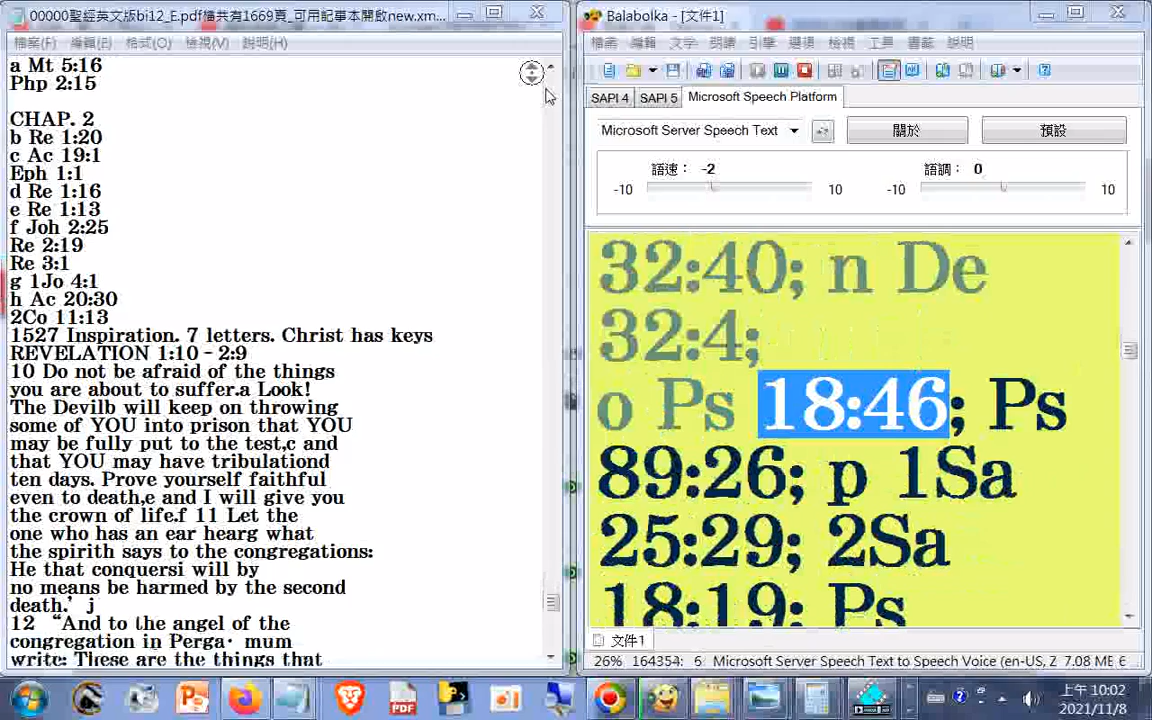 00000聖經英文版bi12_E.pdf檔共有1669頁_可用記事本開啟new.xm...
檔案(F) 編輯(E) 格式(O) 檢視(V) 說明(H)
a Mt 5:16
Php 2:15
CHAP. 2
b Re 1:20
c Ac 19:1
Eph 1:1
d Re 1:16
e Re 1:13
f Joh 2:25
Re 2:19
Re 3:1
g 1Jo 4:1
h Ac 20:30
2Co 11:13
1527 Inspiration. 7 letters. Christ has keys
REVELATION 1:10 – 2:9
10 Do not be afraid of the things
you are about to suffer.a Look!
The Devilb will keep on throwing
some of YOU into prison that YOU
may be fully put to the test,c and
that YOU may have tribulationd
ten days. Prove yourself faithful
even to death,e and I will give you
the crown of life.f 11 Let the
one who has an ear hearg what
the spirith says to the congregations:
He that conquersi will by
no means be harmed by the second
death.’ j
12 “And to the angel of the
congregation in Perga· mum
write: These are the things that
Balabolka - [文件1]
檔案 編輯 文字 朗讀 引擎 選項 檢視 工具 書籤 說明
SAPI 4 SAPI 5 Microsoft Speech Platform
Microsoft Server Speech Text 關於 預設
語速： -2 語調： 0
-10 10 -10 10
32:40; n De
32:4;
o Ps 18:46; Ps
89:26; p 1Sa
25:29; 2Sa
18:19; Ps
文件1
26% 164354: 6 Microsoft Server Speech Text to Speech Voice (en-US, Z 7.08 MB 6
PDF
上午 10:02
2021/11/8